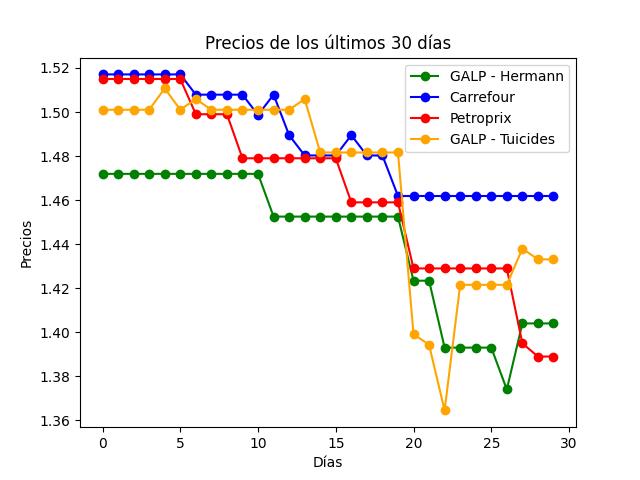 Precios de los últimos 30 días
GALP - Hermann
Carrefour
Petroprix
GALP - Tuicides
Precios
1.52
1.50
1.48
1.46
1.44
1.42
1.40
1.38
1.36
0 5 10 15 20 25 30
Días